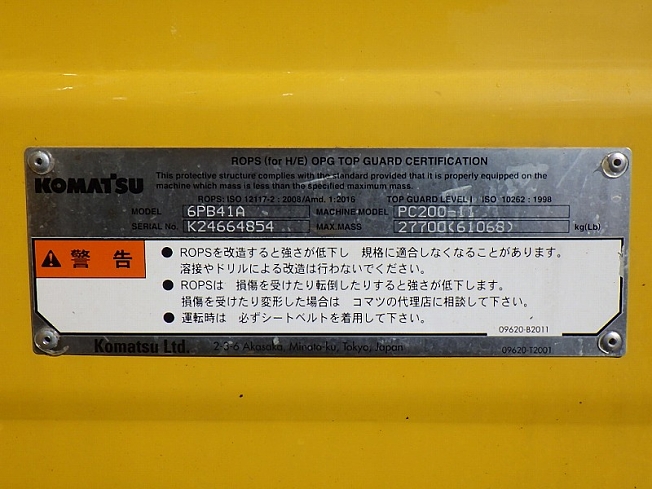 ROPS (for H/E) OPG TOP GUARD CERTIFICATION
KOMATSU
This protective structure complies with the standard provided that it is properly equipped on the
machine which mass is less than the specified maximum mass.
ROPS: ISO 12117-2 : 2008/Amd. 1:2016 TOP GUARD LEVEL I : ISO 10262 : 1998
MODEL 6PB41A MACHINE MODEL PC200-11
SERIAL No. K24664854 MAX.MASS 27700(61068) kg(Lb)
警告
● ROPSを改造すると強さが低下し 規格に適合しなくなることがあります。
溶接やドリルによる改造は行わないでください。
● ROPSは 損傷を受けたり転倒したりすると強さが低下します。
損傷を受けたり変形した場合は コマツの代理店に相談して下さい。
● 運転時は 必ずシートベルトを着用して下さい。
09620-B2011
Komatsu Ltd. 2-3-6 Akasaka, Minato-ku, Tokyo, Japan 09620-12001